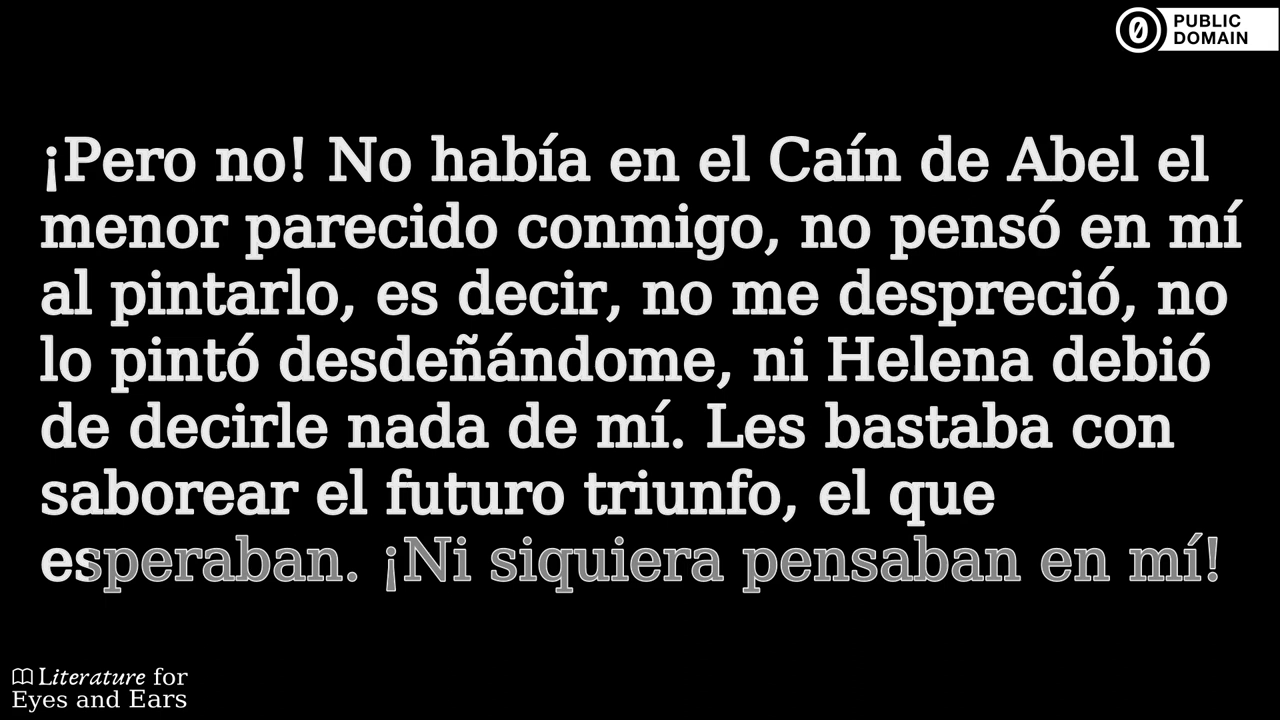 PUBLIC
DOMAIN
¡Pero no! No había en el Caín de Abel el
menor parecido conmigo, no pensó en mí
al pintarlo, es decir, no me despreció, no
lo pintó desdeñándome, ni Helena debió
de decirle nada de mí. Les bastaba con
saborear el futuro triunfo, el que
esperaban. ¡Ni siquiera pensaban en mí!
Literature for
Eyes and Ears